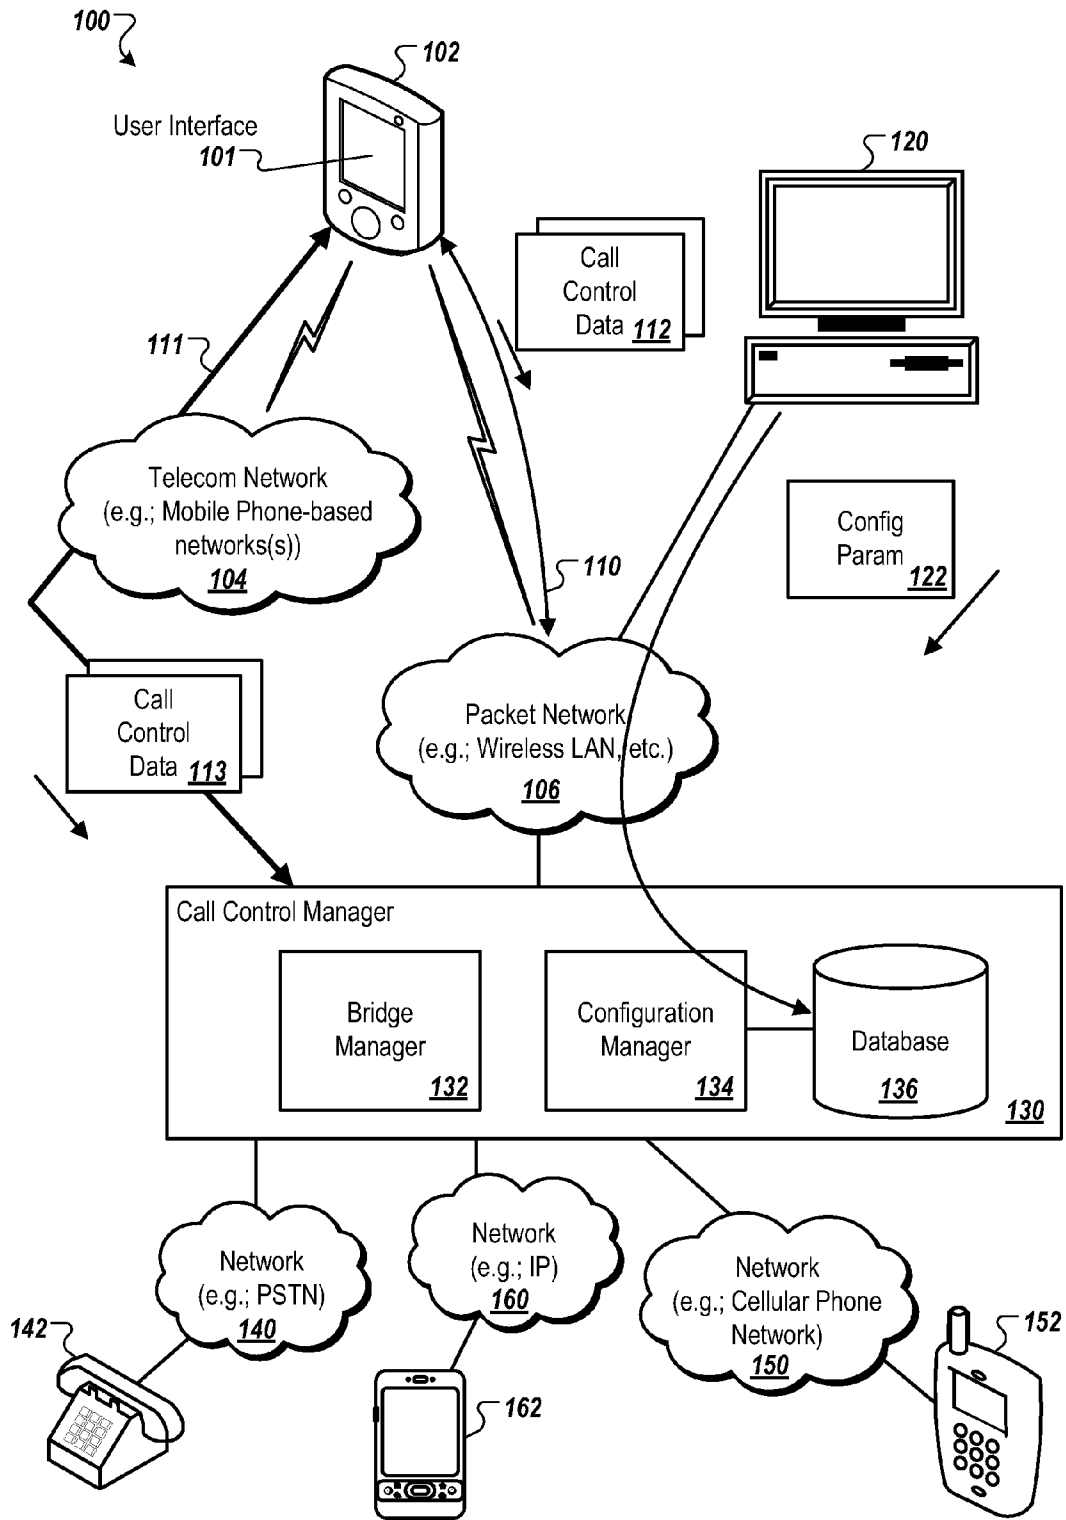 100
102
User Interface
101
120
Call
Control
Data 112
111
Telecom Network
(e.g.; Mobile Phone-based
networks(s))
104
Config
Param
122
110
Call
Control
Data 113
Packet Network
(e.g.; Wireless LAN, etc.)
106
Call Control Manager
Bridge
Manager
132
Configuration
Manager
134
Database
136
130
Network
(e.g.; PSTN)
140
Network
(e.g.; IP)
160
Network
(e.g.; Cellular Phone
Network)
150
142
162
152